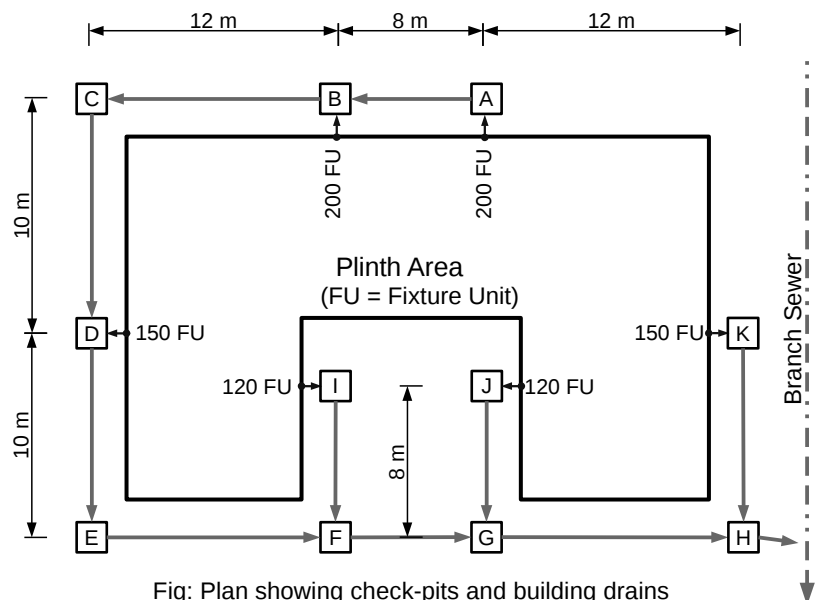 12 m
8 m
12 m
C
B
A
200 FU
200 FU
10 m
Plinth Area
(FU = Fixture Unit)
D
150 FU
150 FU
K
Branch Sewer
120 FU
I
J
120 FU
10 m
8 m
E
F
G
H
Fig: Plan showing check-pits and building drains